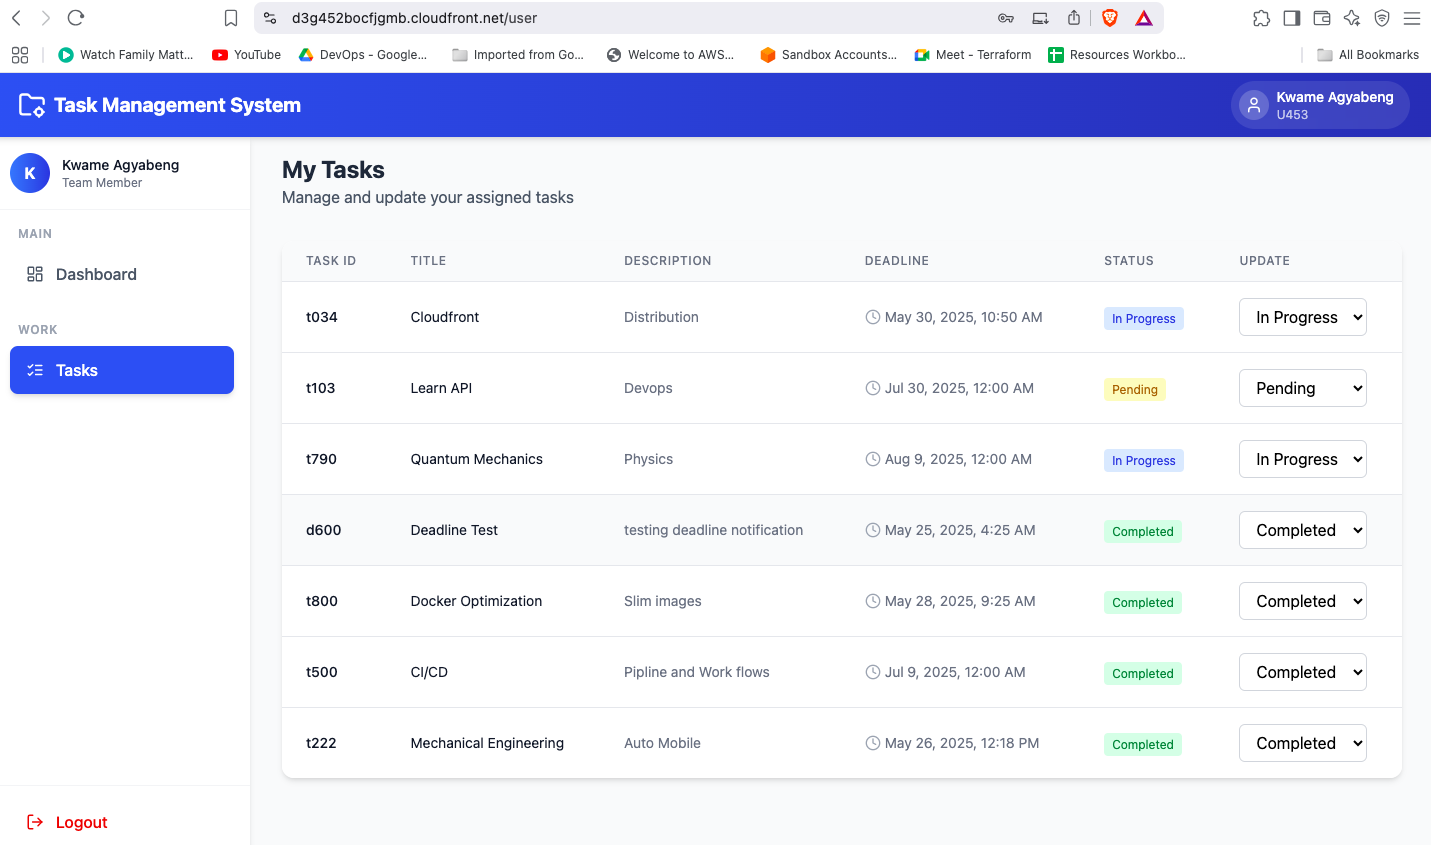 d3g452bocfjgmb.cloudfront.net/user
Watch Family Matt... YouTube DevOps - Google... Imported from Go... Welcome to AWS... Sandbox Accounts... Meet - Terraform Resources Workbo... All Bookmarks
Task Management System
Kwame Agyabeng
U453
K
Kwame Agyabeng
Team Member
MAIN
Dashboard
WORK
Tasks
Logout
My Tasks
Manage and update your assigned tasks
TASK ID TITLE DESCRIPTION DEADLINE STATUS UPDATE
t034 Cloudfront Distribution May 30, 2025, 10:50 AM In Progress In Progress
t103 Learn API Devops Jul 30, 2025, 12:00 AM Pending Pending
t790 Quantum Mechanics Physics Aug 9, 2025, 12:00 AM In Progress In Progress
d600 Deadline Test testing deadline notification May 25, 2025, 4:25 AM Completed Completed
t800 Docker Optimization Slim images May 28, 2025, 9:25 AM Completed Completed
t500 CI/CD Pipline and Work flows Jul 9, 2025, 12:00 AM Completed Completed
t222 Mechanical Engineering Auto Mobile May 26, 2025, 12:18 PM Completed Completed